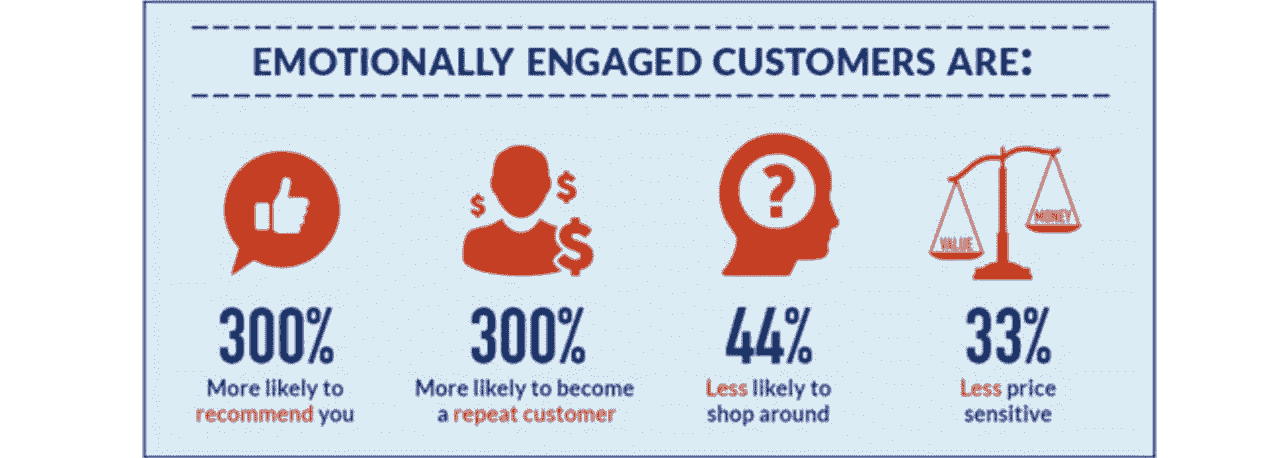 EMOTIONALLY ENGAGED CUSTOMERS ARE:
$
$
$
?
VALUE
MONEY
300%
More likely to
recommend you
300%
More likely to become
a repeat customer
44%
Less likely to
shop around
33%
Less price
sensitive